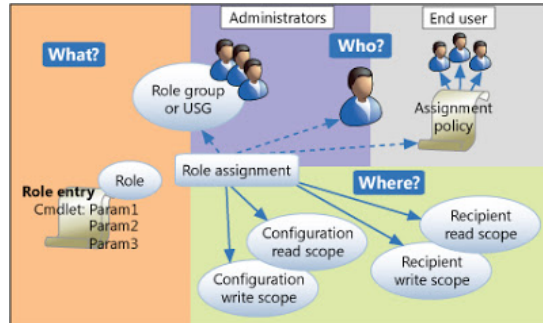 Administrators
End user
What?
Who?
Role group
or USG
Assignment
policy
Role assignment
Role
Where?
Role entry
Cmdlet: Param1
Param2
Param3
Configuration
read scope
Recipient
read scope
Configuration
write scope
Recipient
write scope